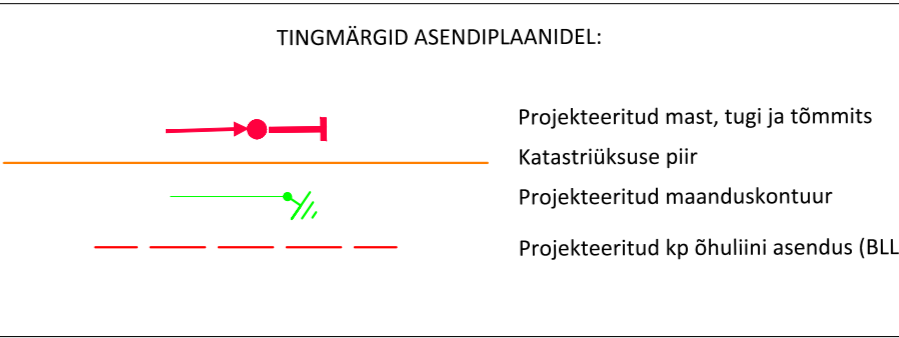 TINGMÄRGID ASENDIPLAANIDEL:
Projekteeritud mast, tugi ja tõmmits
Katastriüksuse piir
Projekteeritud maanduskontuur
Projekteeritud kp õhuliini asendus (BLL